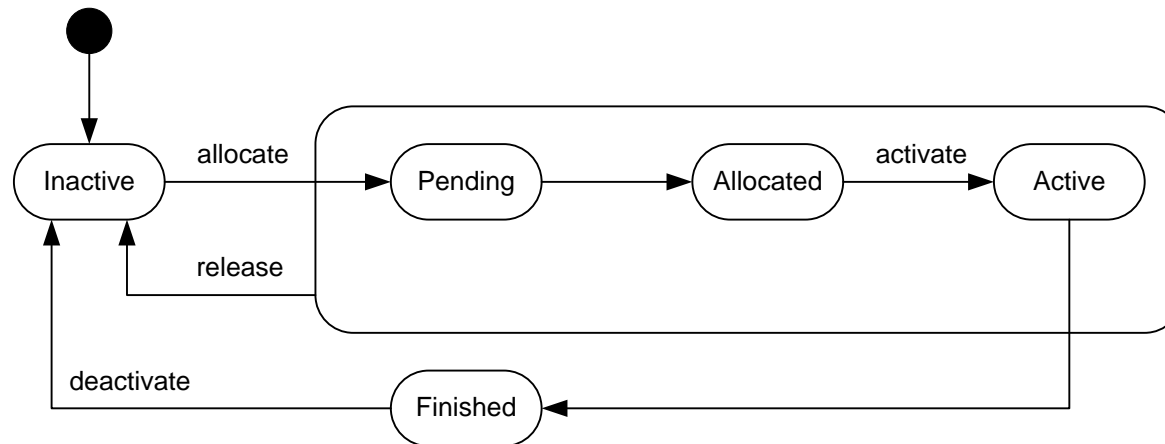 allocate
activate
Inactive
Pending
Allocated
Active
release
deactivate
Finished